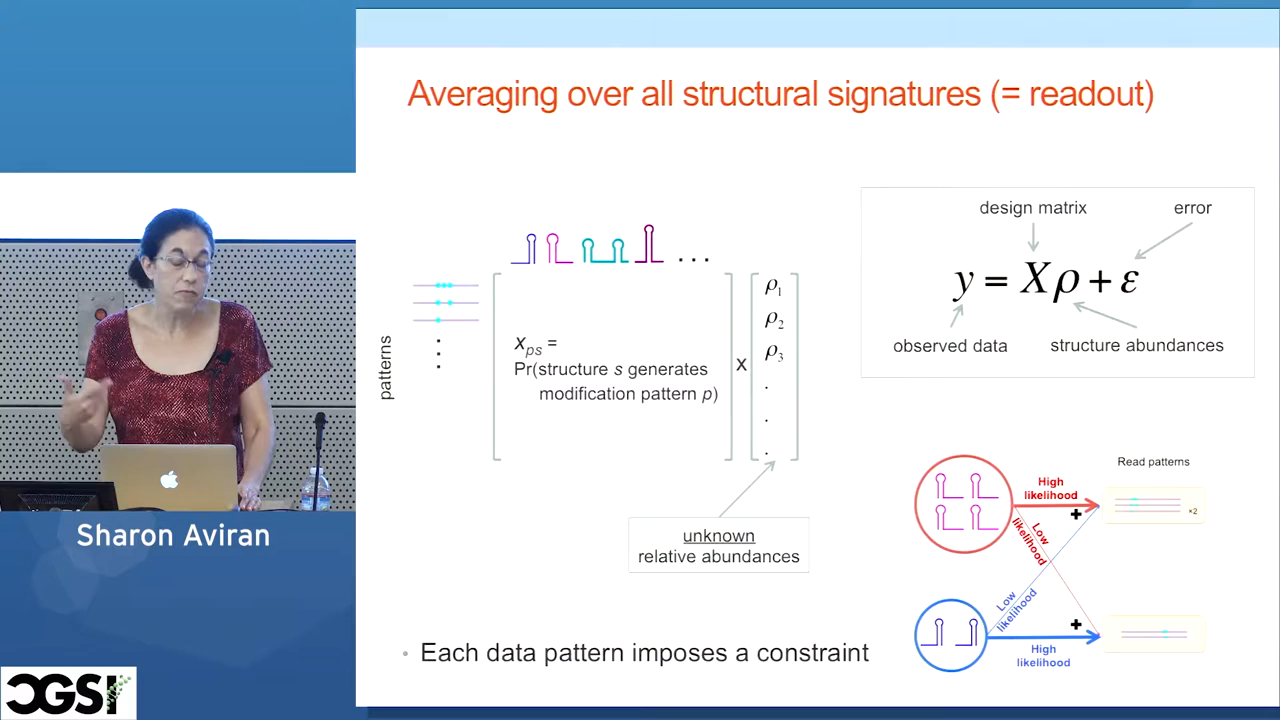 Averaging over all structural signatures (= readout)
design matrix
error
y = Xρ + ε
observed data
structure abundances
. . .
patterns
x_ps =
Pr(structure s generates
modification pattern p)
x
ρ1
ρ2
ρ3
.
.
.
unknown
relative abundances
Read patterns
High
likelihood
+
×2
Low
likelihood
Low
likelihood
+
High
likelihood
• Each data pattern imposes a constraint
Sharon Aviran
CGSI